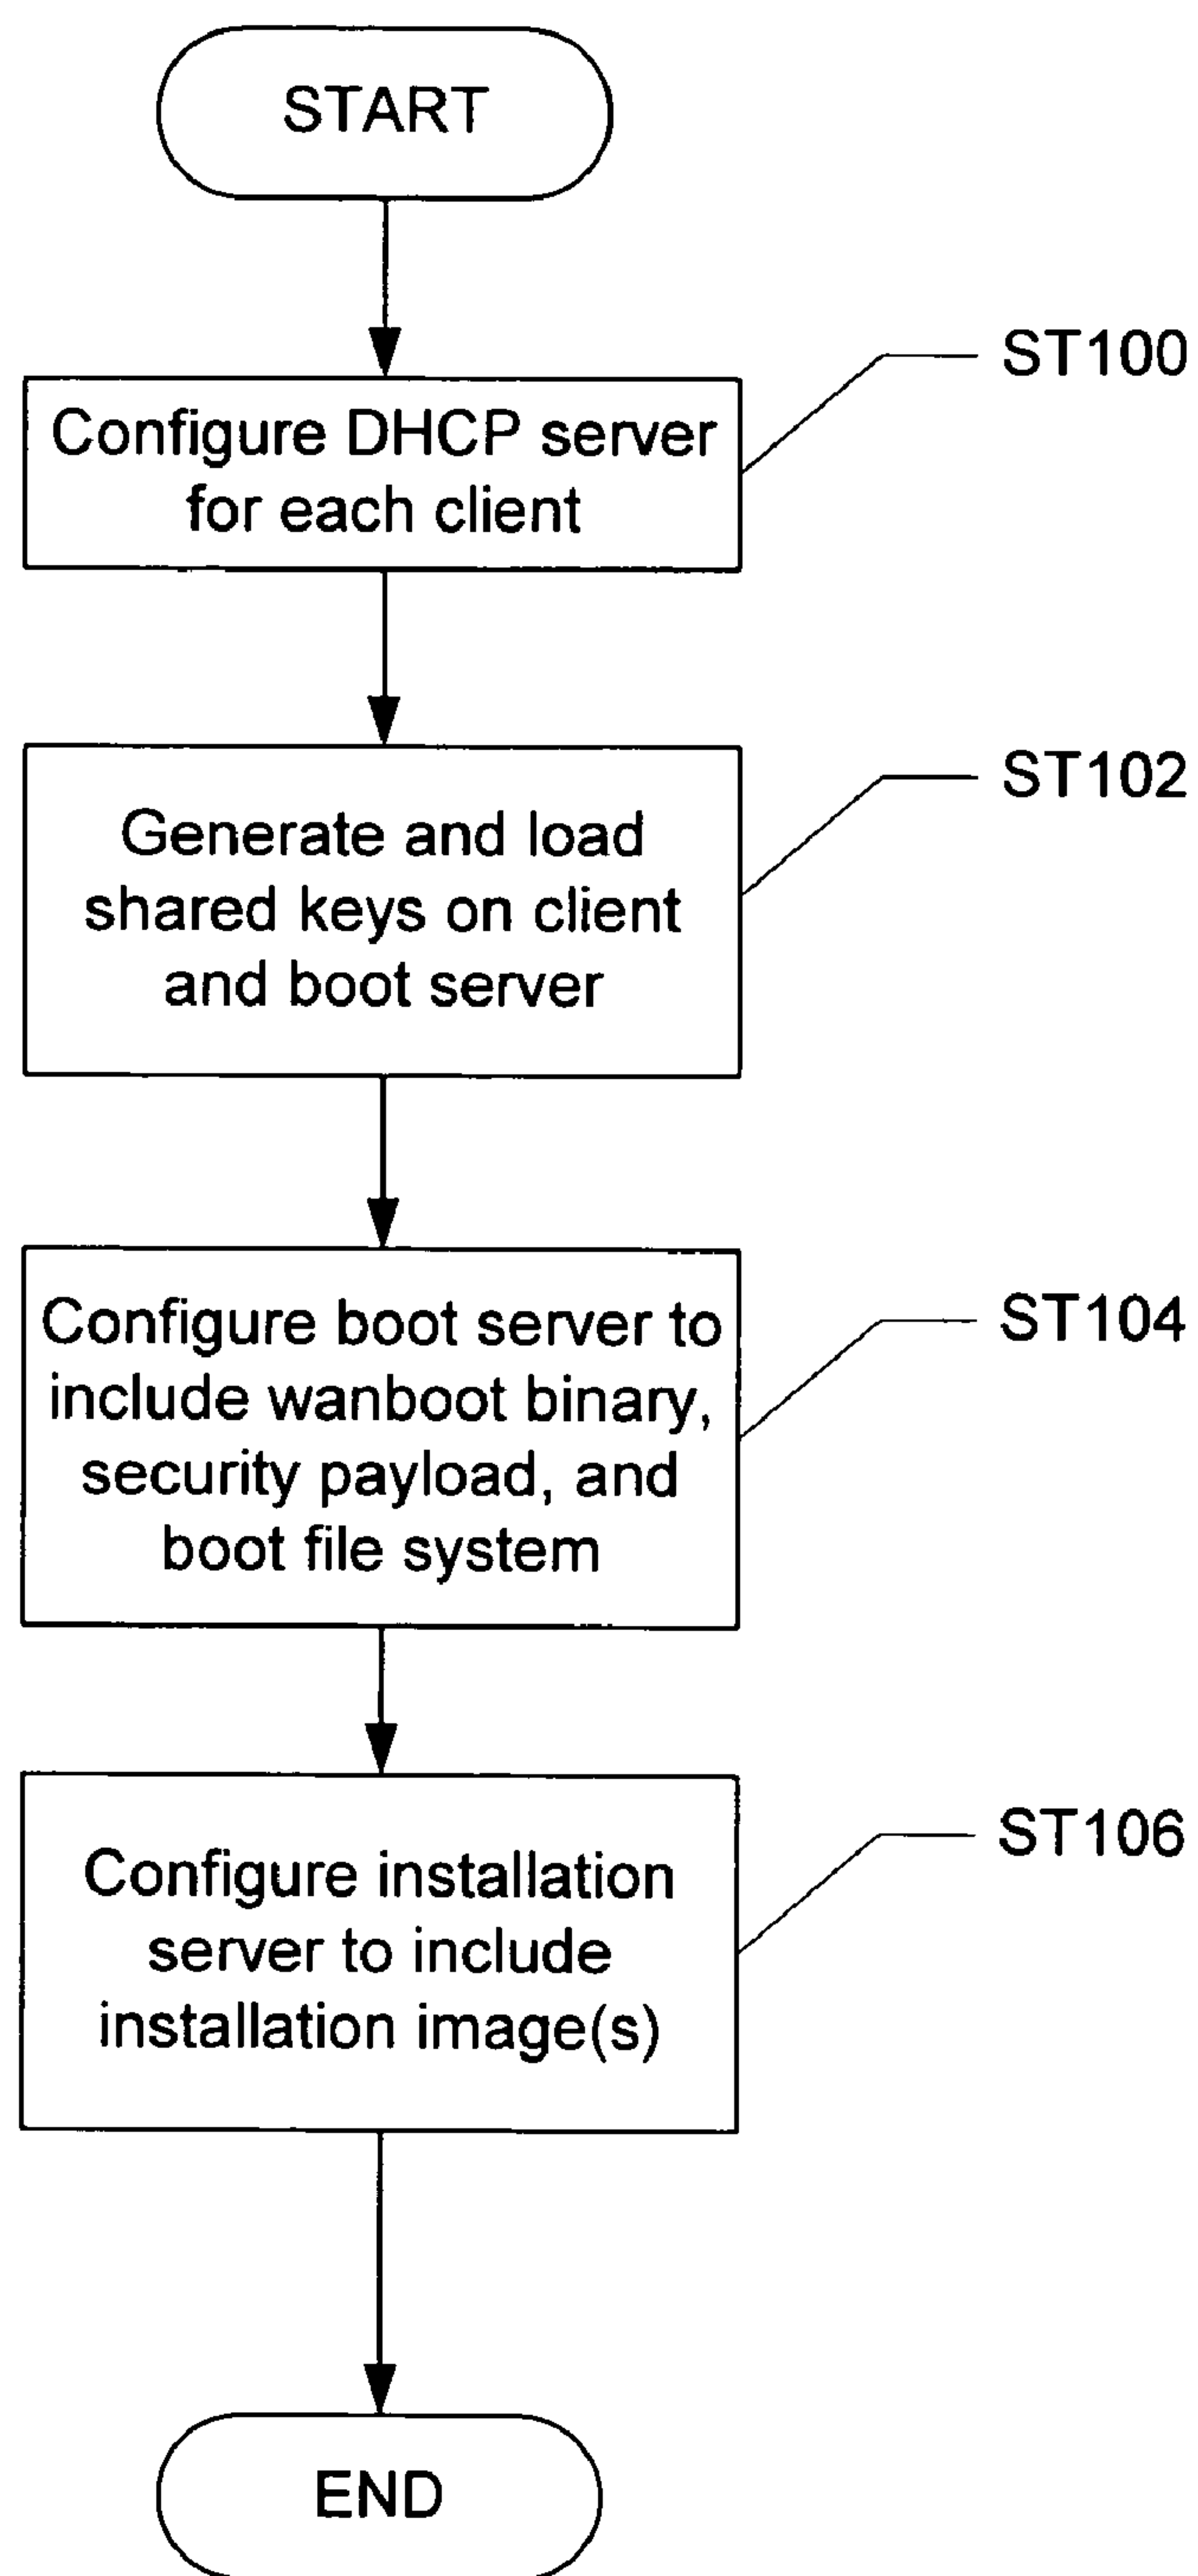 START
ST100
Configure DHCP server
for each client
ST102
Generate and load
shared keys on client
and boot server
ST104
Configure boot server to
include wanboot binary,
security payload, and
boot file system
ST106
Configure installation
server to include
installation image(s)
END